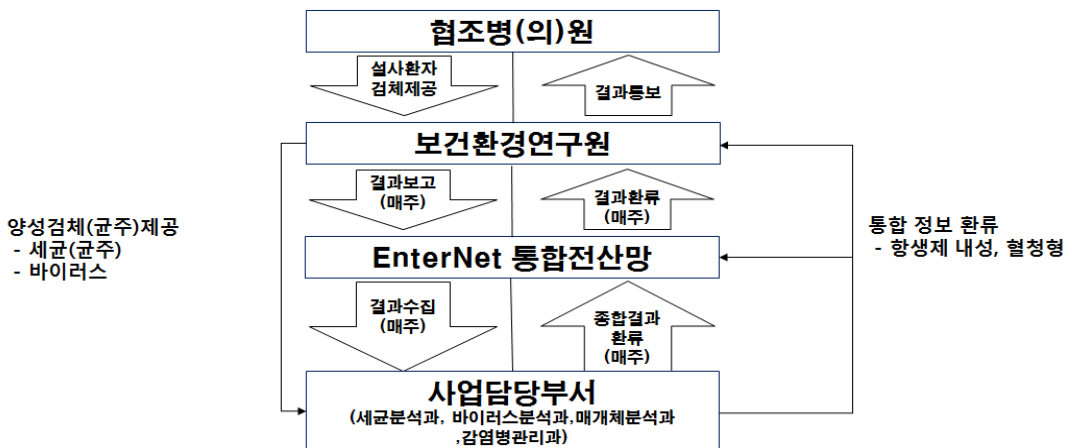 협조병(의)원
설사환자
검체제공
결과통보
보건환경연구원
결과보고
(매주)
결과환류
(매주)
양성검체(균주)제공
- 세균(균주)
- 바이러스
통합 정보 환류
- 항생제 내성, 혈청형
EnterNet 통합전산망
결과수집
(매주)
종합결과
환류
(매주)
사업담당부서
(세균분석과, 바이러스분석과,매개체분석과
,감염병관리과)